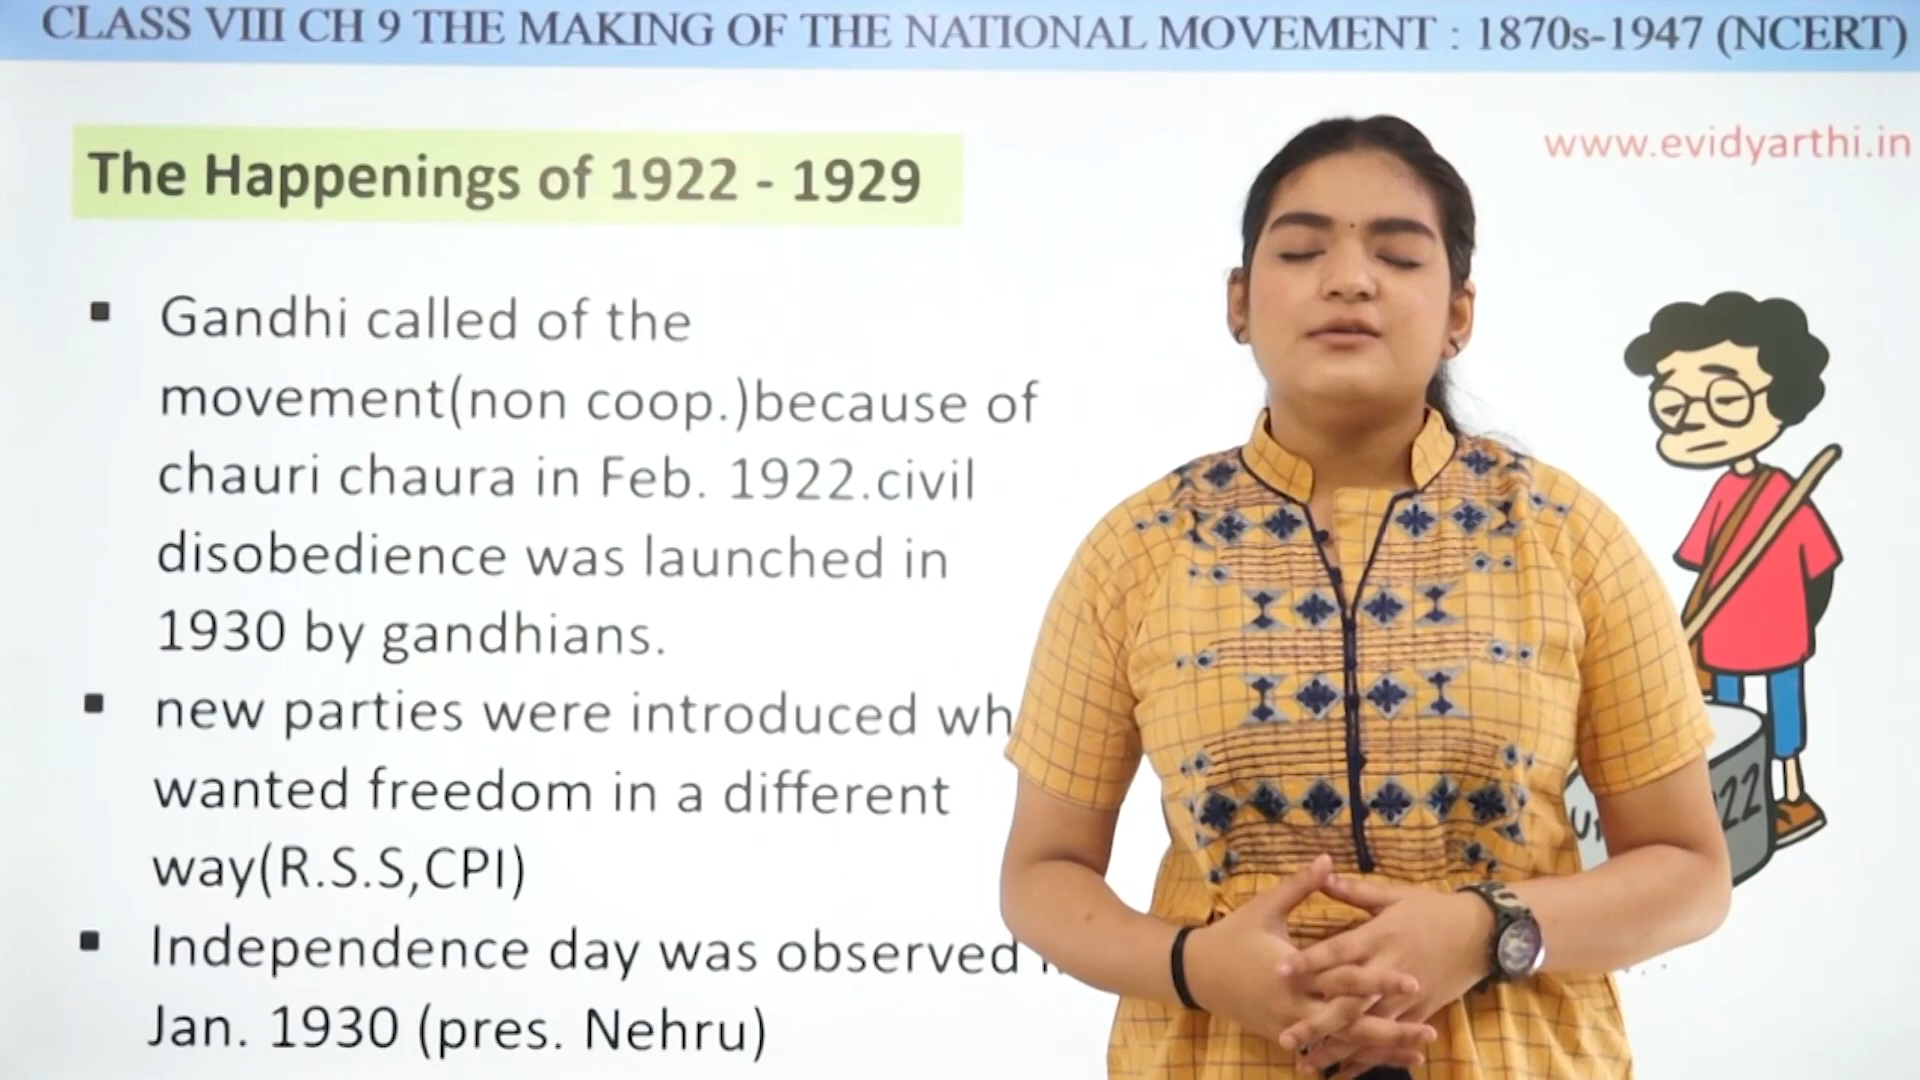 CLASS VIII CH 9 THE MAKING OF THE NATIONAL MOVEMENT : 1870s-1947 (NCERT)
www.evidyarthi.in
The Happenings of 1922 - 1929
▪ Gandhi called of the
movement(non coop.)because of
chauri chaura in Feb. 1922.civil
disobedience was launched in
1930 by gandhians.
▪ new parties were introduced wh
wanted freedom in a different
way(R.S.S,CPI)
▪ Independence day was observed
Jan. 1930 (pres. Nehru)
22